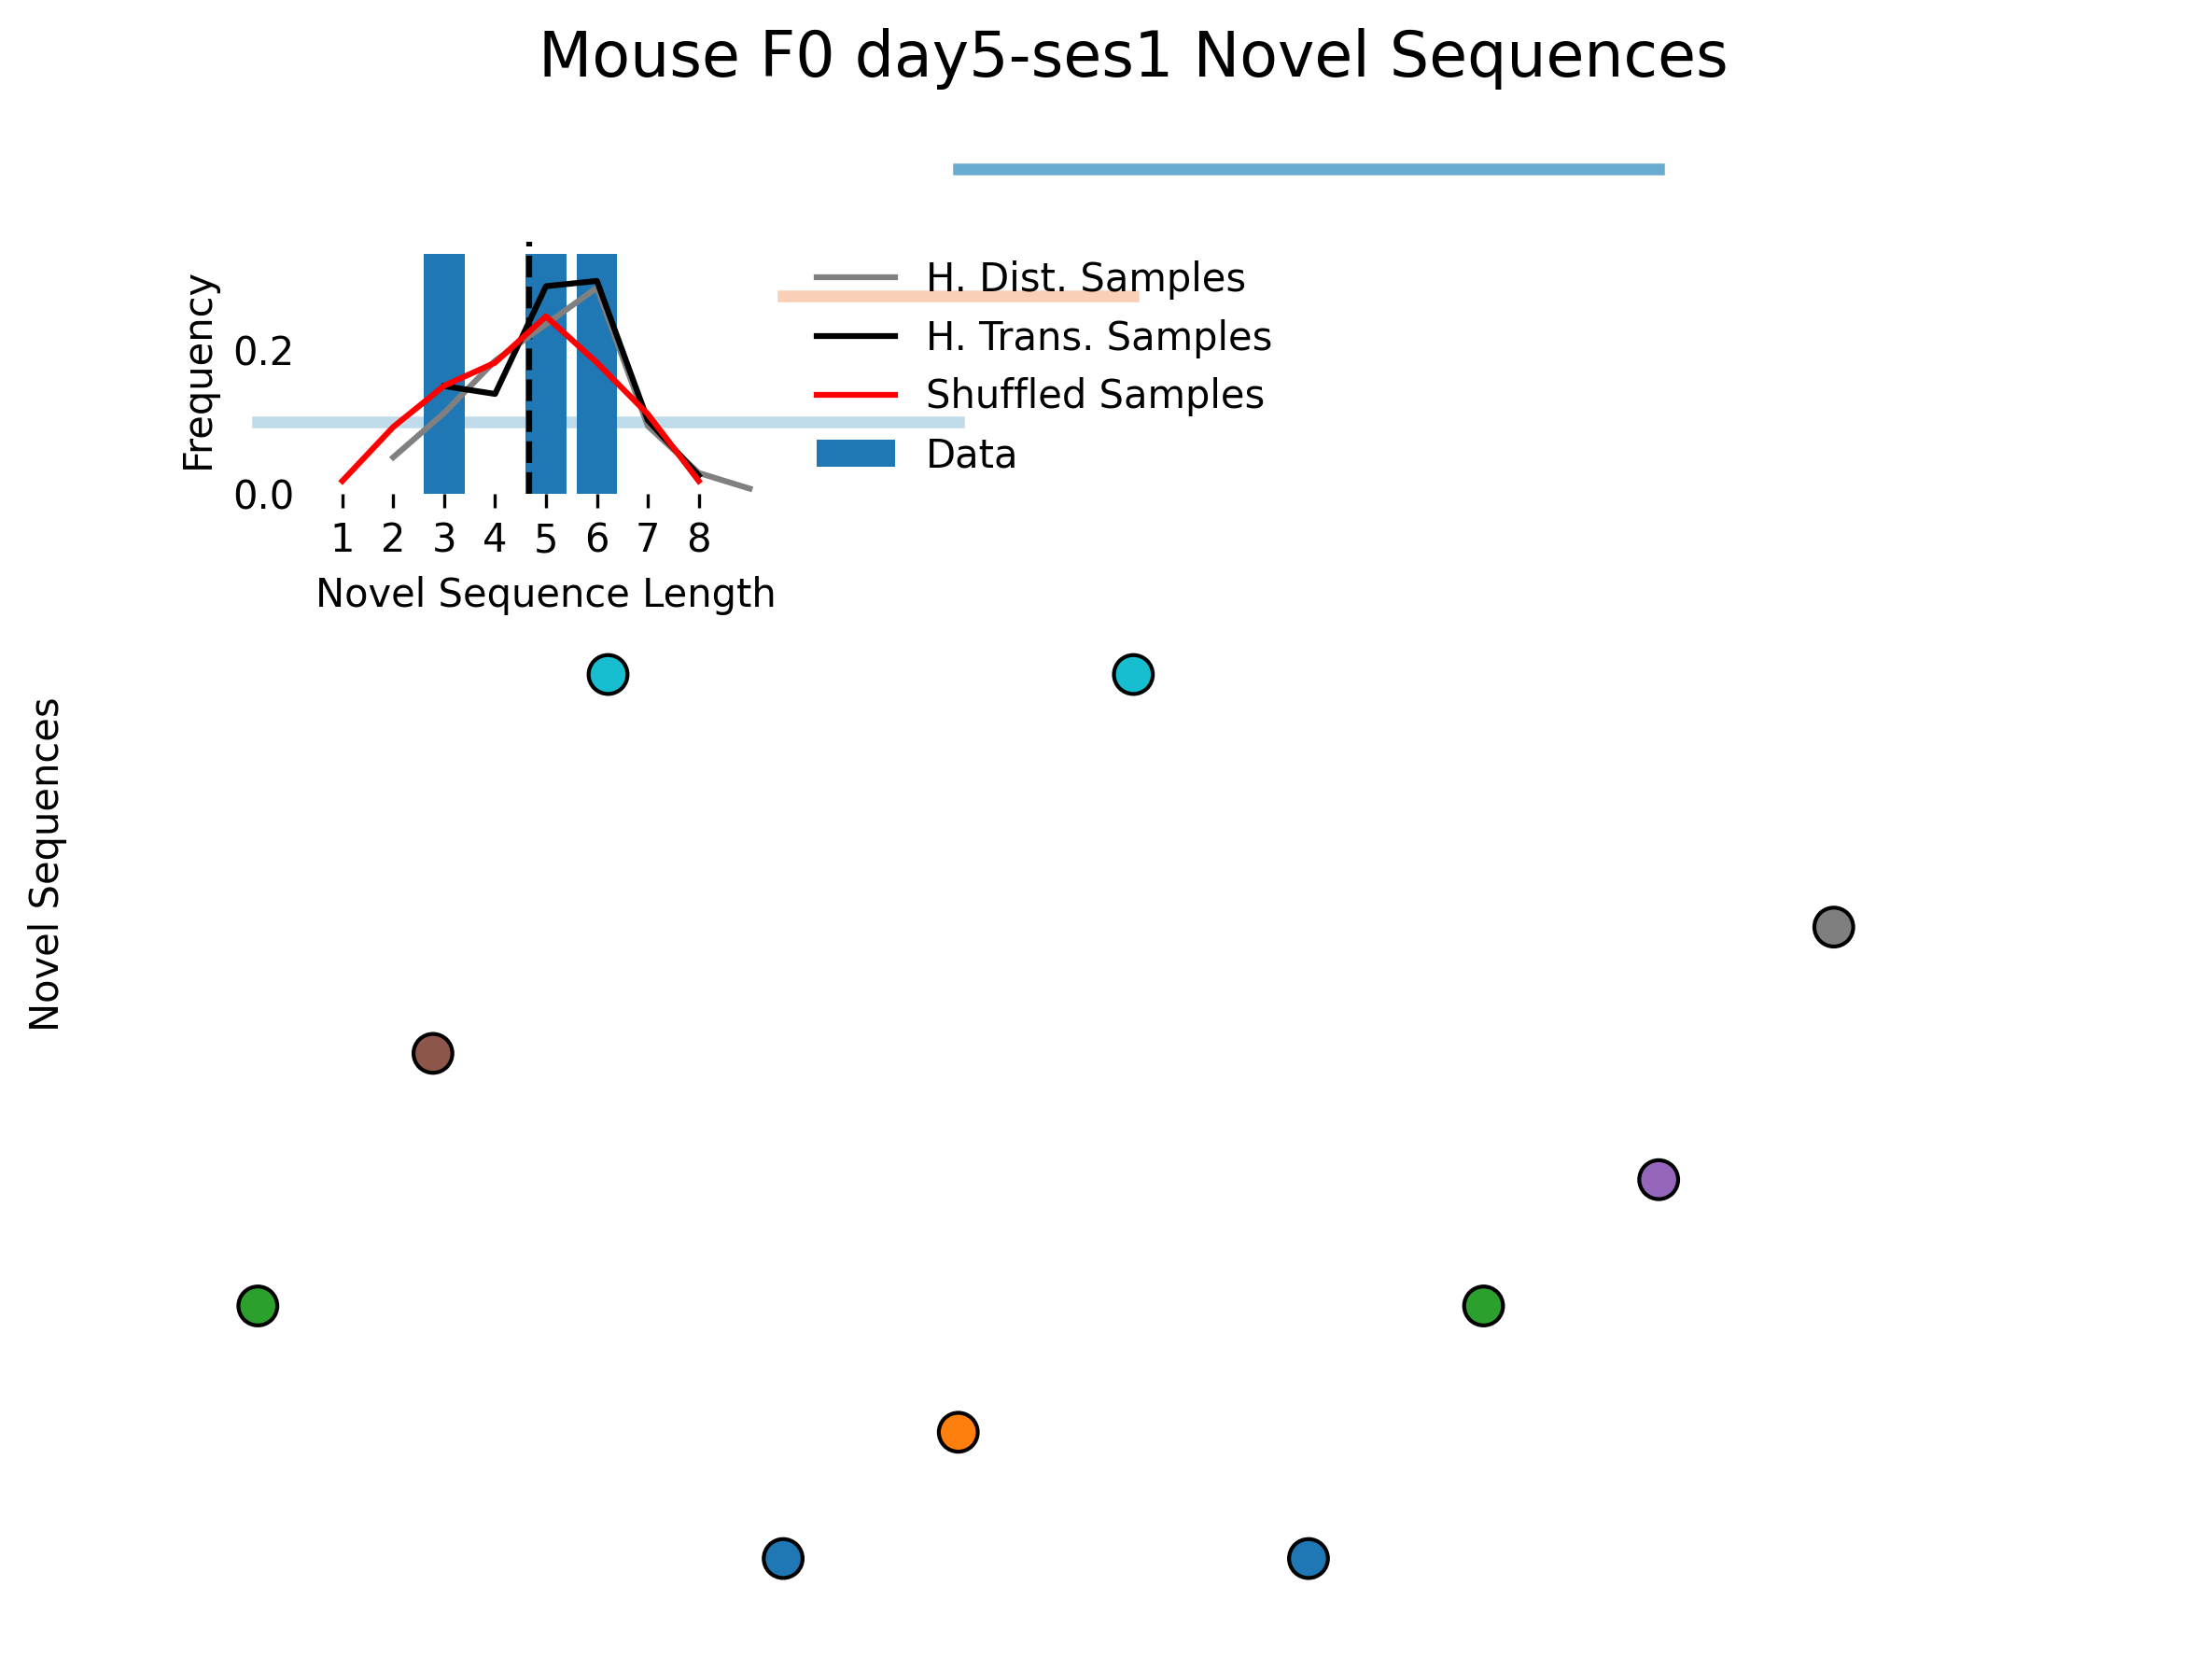 Mouse F0 day5-ses1 Novel Sequences
Frequency
0.2
0.0
1 2 3 4 5 6 7 8
Novel Sequence Length
H. Dist. Samples
H. Trans. Samples
Shuffled Samples
Data
Novel Sequences